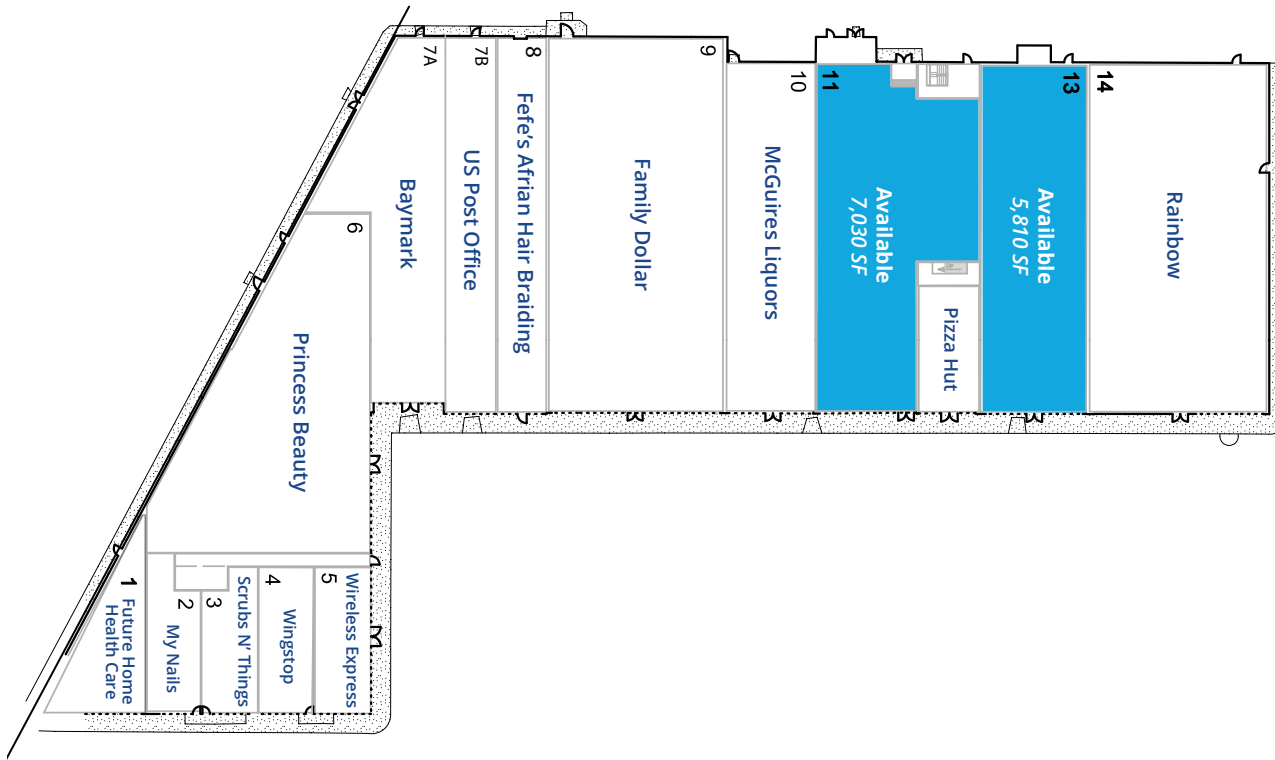 7A
Baymark
7B
US Post Office
8
Fefe's Afrian Hair Braiding
9
Family Dollar
10
McGuires Liquors
11
Available
7,030 SF
Pizza Hut
13
Available
5,810 SF
14
Rainbow
6
Princess Beauty
1
Future Home
Health Care
2
My Nails
3
Scrubs N' Things
4
Wingstop
5
Wireless Express